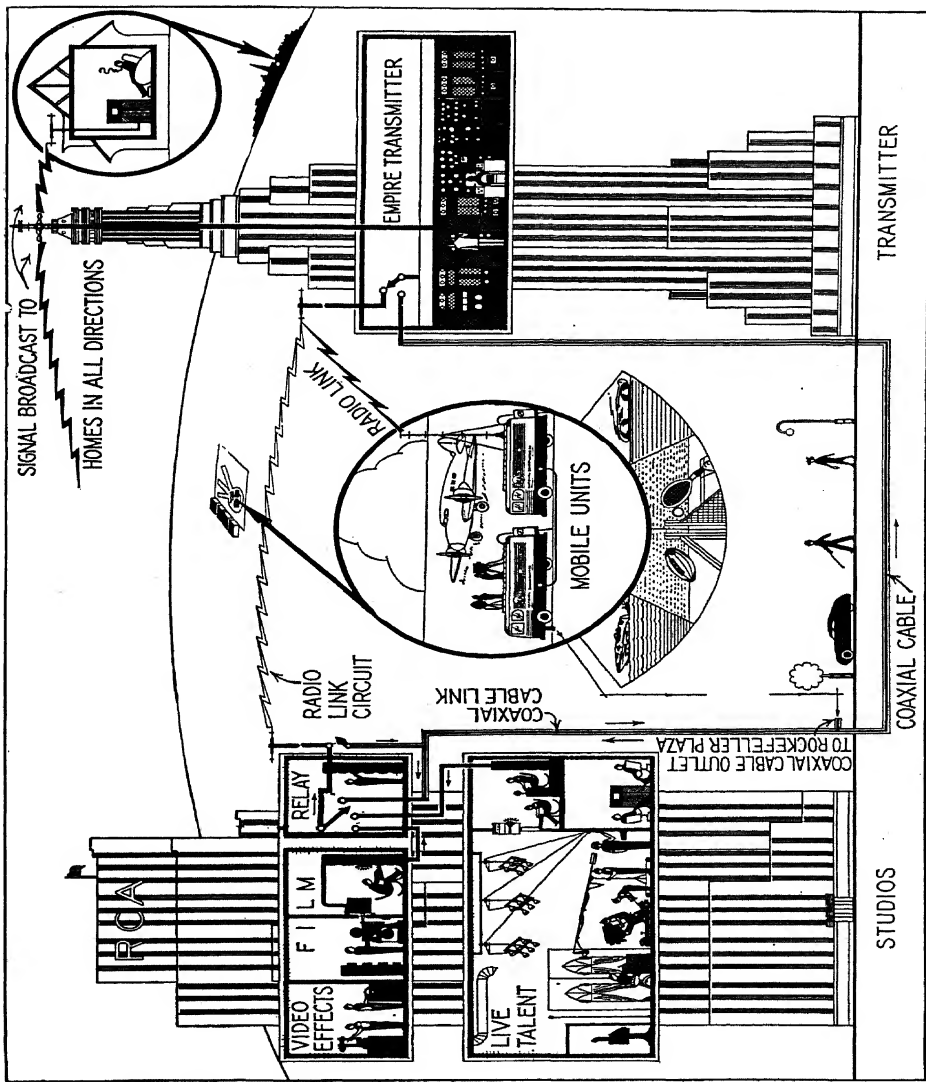 SIGNAL BROADCAST TO
HOMES IN ALL DIRECTIONS
RCA
VIDEO
EFFECTS
FILM
RELAY
RADIO
LINK
CIRCUIT
RADIO LINK
EMPIRE TRANSMITTER
LIVE
TALENT
COAXIAL
CABLE LINK
MOBILE UNITS
COAXIAL CABLE OUTLET
TO ROCKEFELLER PLAZA
COAXIAL CABLE
STUDIOS
TRANSMITTER